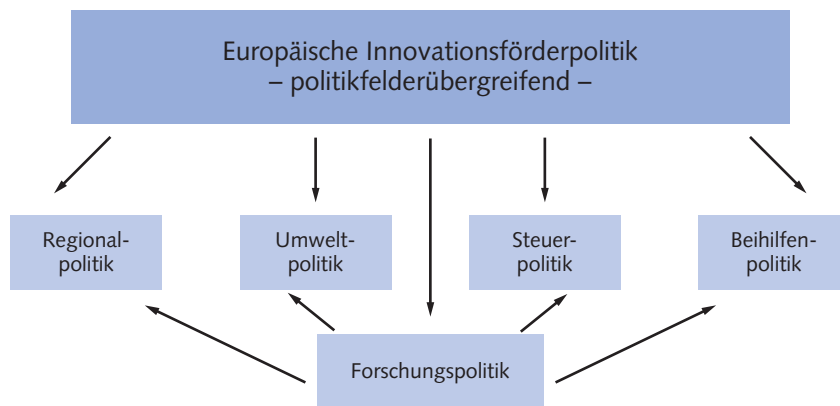 Europäische Innovationsförderpolitik
– politikfelderübergreifend –
Regional-
politik
Umwelt-
politik
Steuer-
politik
Beihilfen-
politik
Forschungspolitik